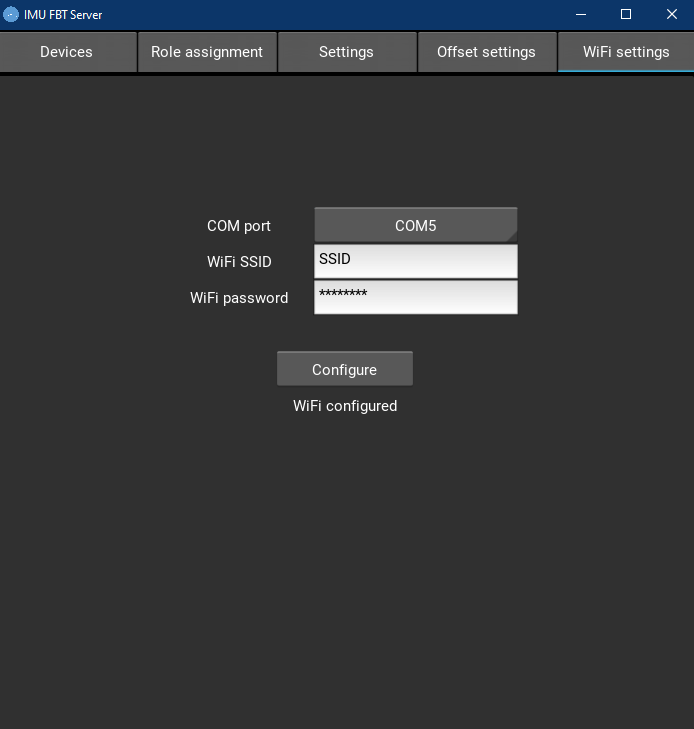 IMU FBT Server
Devices Role assignment Settings Offset settings WiFi settings
COM port COM5
WiFi SSID SSID
WiFi password ********
Configure
WiFi configured